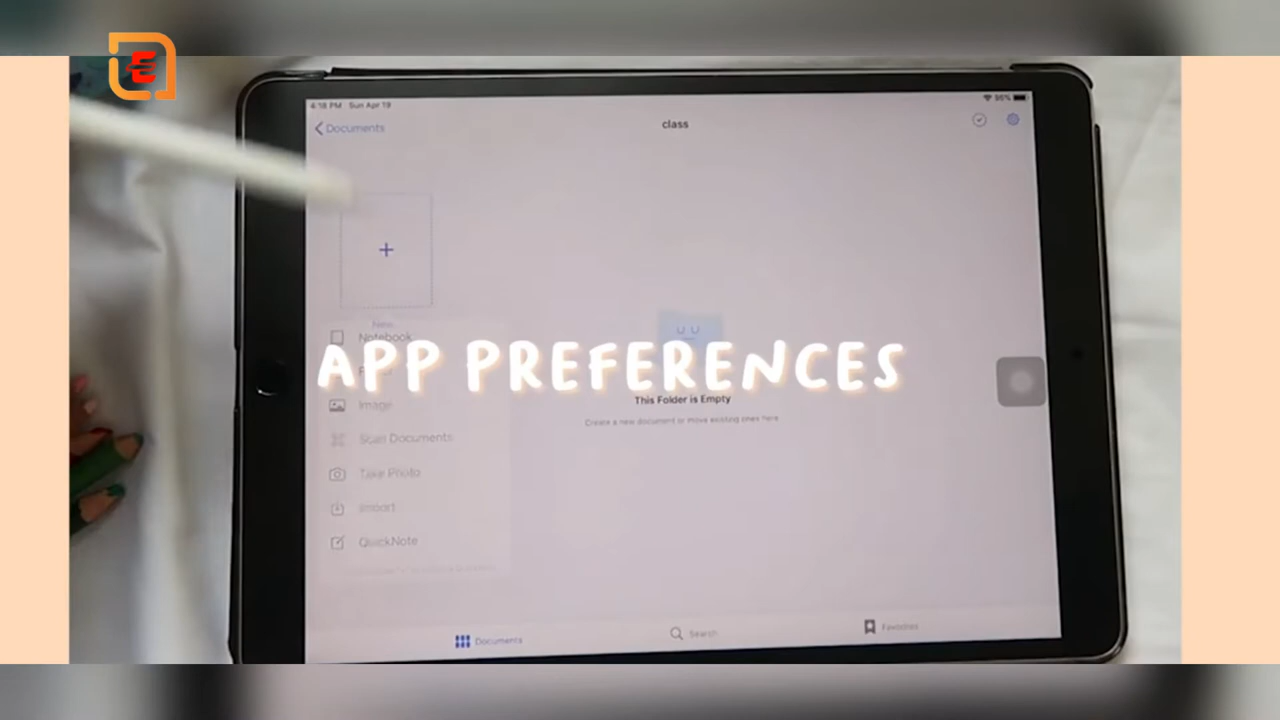 E
4:18 PM Sun Apr 19
Documents
class
New
Notebook
APP PREFERENCES
Image
This Folder is Empty
Create a new document or move existing ones here.
Scan Documents
Take Photo
Import
QuickNote
Documents
Search
Favorites